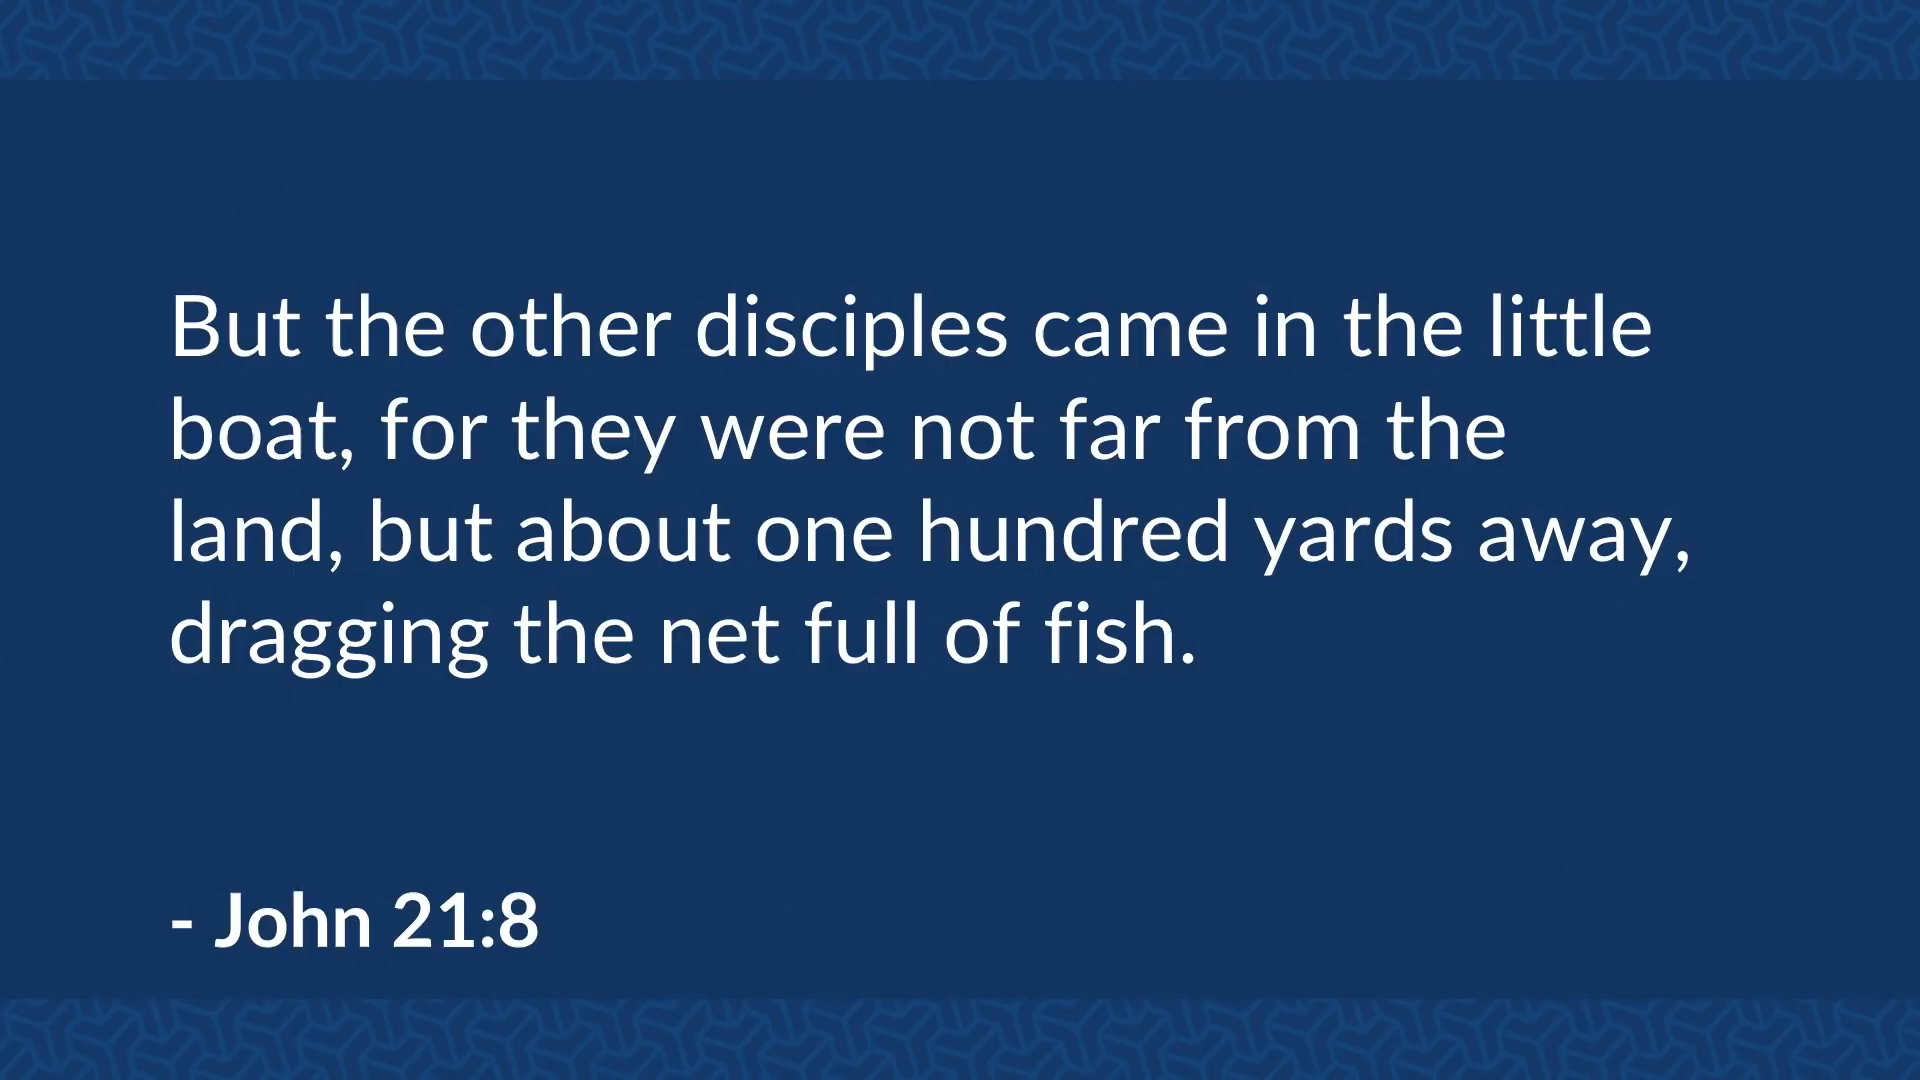 But the other disciples came in the little
boat, for they were not far from the
land, but about one hundred yards away,
dragging the net full of fish.
- John 21:8